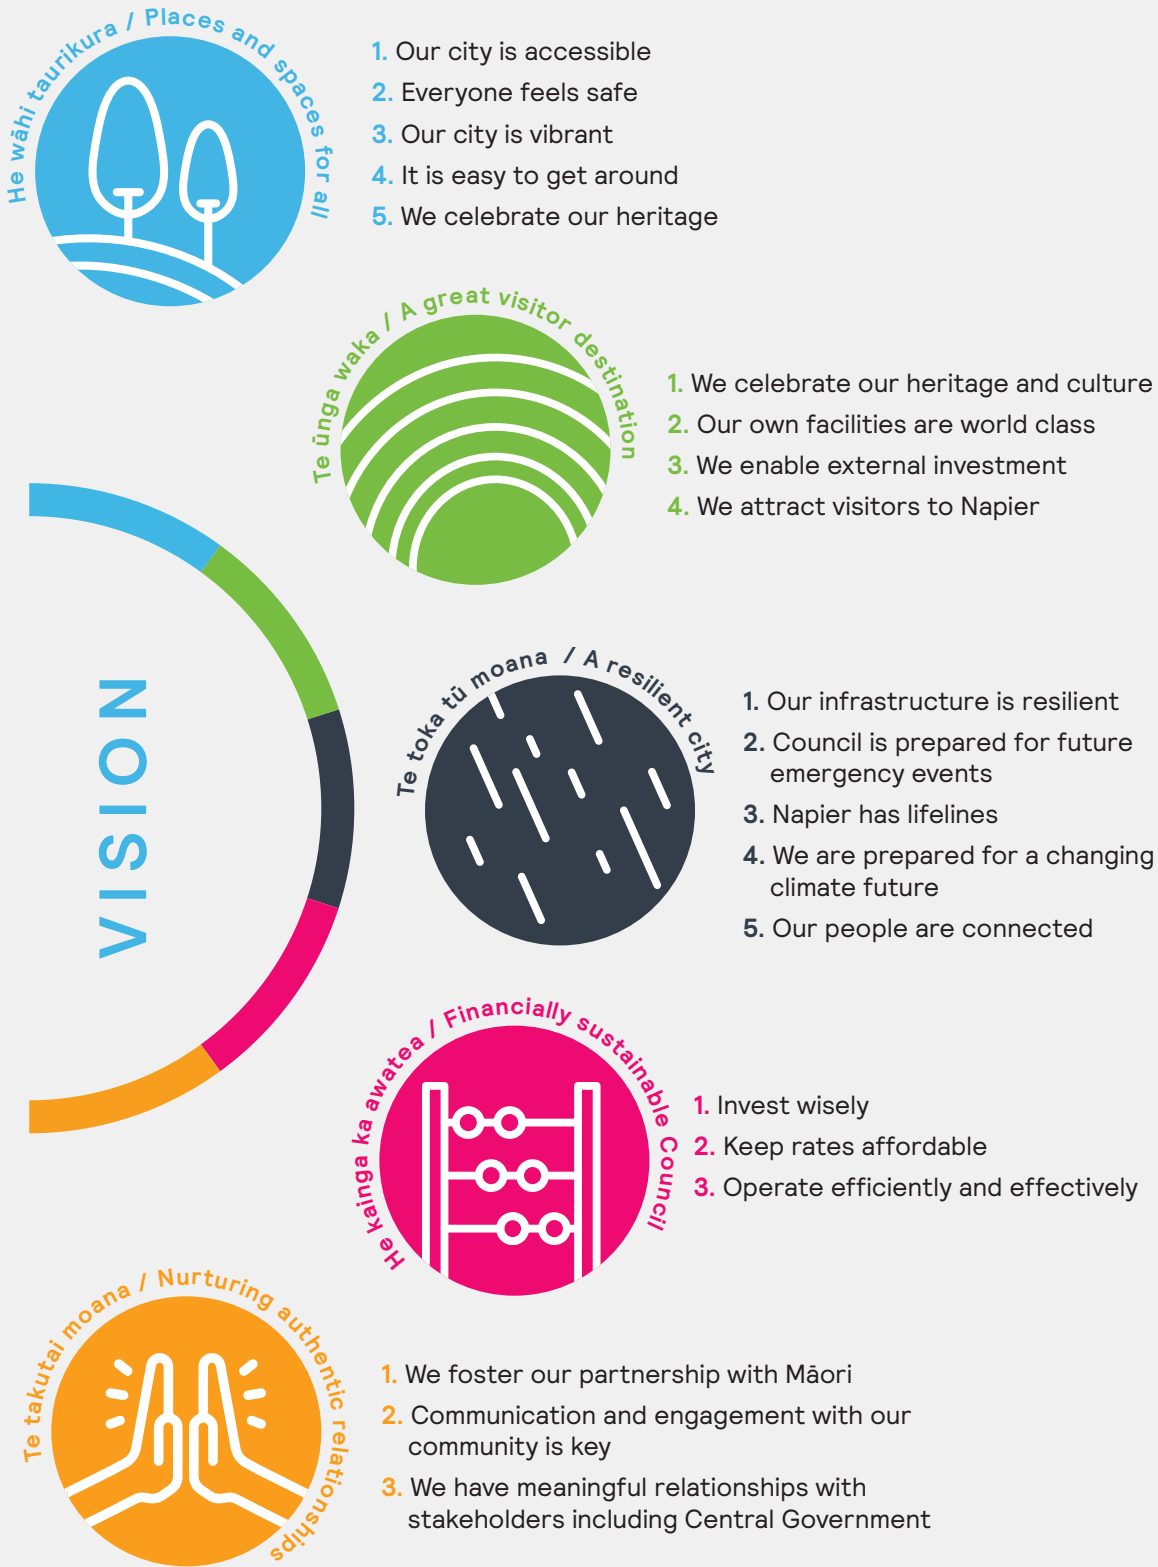 He wāhi taurikura / Places and spaces for all
1. Our city is accessible
2. Everyone feels safe
3. Our city is vibrant
4. It is easy to get around
5. We celebrate our heritage
Te ūnga waka / A great visitor destination
1. We celebrate our heritage and culture
2. Our own facilities are world class
3. We enable external investment
4. We attract visitors to Napier
VISION
Te toka tū moana / A resilient city
1. Our infrastructure is resilient
2. Council is prepared for future
emergency events
3. Napier has lifelines
4. We are prepared for a changing
climate future
5. Our people are connected
He kainga ka awatea / Financially sustainable Council
1. Invest wisely
2. Keep rates affordable
3. Operate efficiently and effectively
Te takutai moana / Nurturing authentic relationships
1. We foster our partnership with Māori
2. Communication and engagement with our
community is key
3. We have meaningful relationships with
stakeholders including Central Government